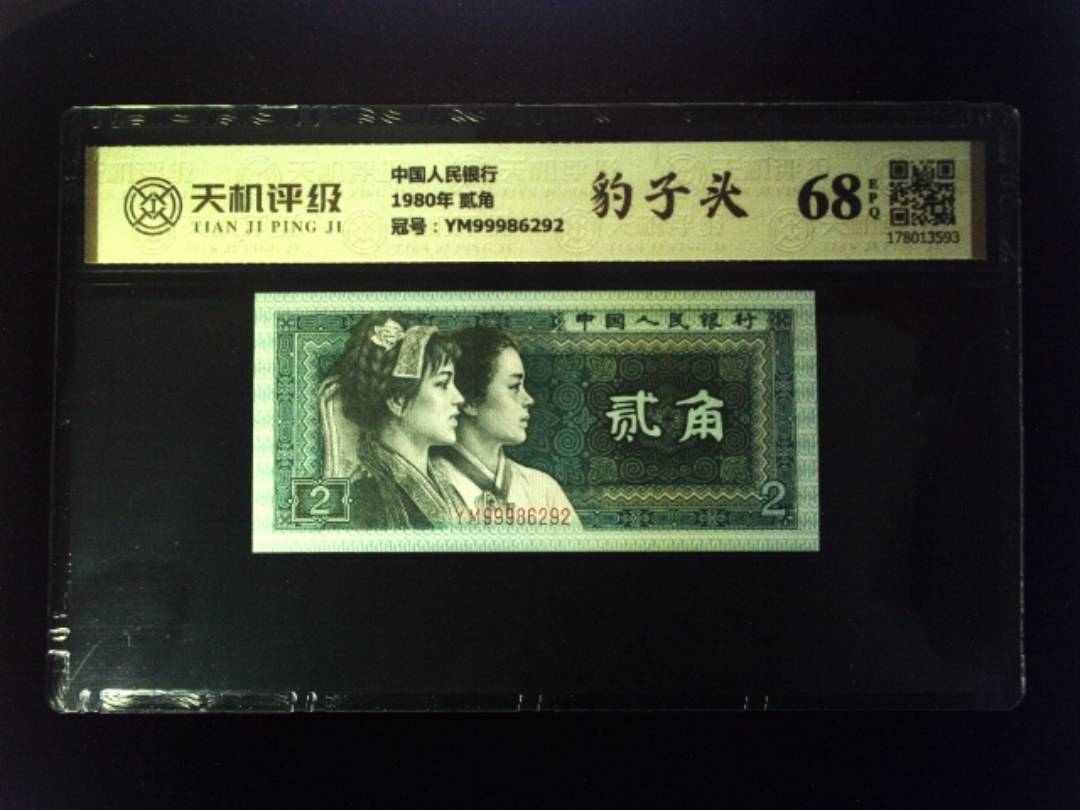 天机评级
TIAN JI PING JI
中国人民银行
1980年 贰角
冠号：YM99986292
豹子头
68
EPQ
178013593
中国人民银行
贰角
2
YM99986292
2